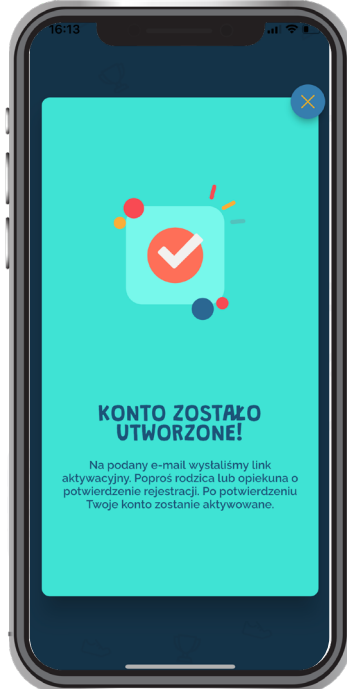 16:13
KONTO ZOSTAŁO
UTWORZONE!
Na podany e-mail wysłaliśmy link
aktywacyjny. Poproś rodzica lub opiekuna o
potwierdzenie rejestracji. Po potwierdzeniu
Twoje konto zostanie aktywowane.